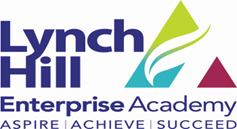 Lynch
Hill
Enterprise Academy
ASPIRE | ACHIEVE | SUCCEED